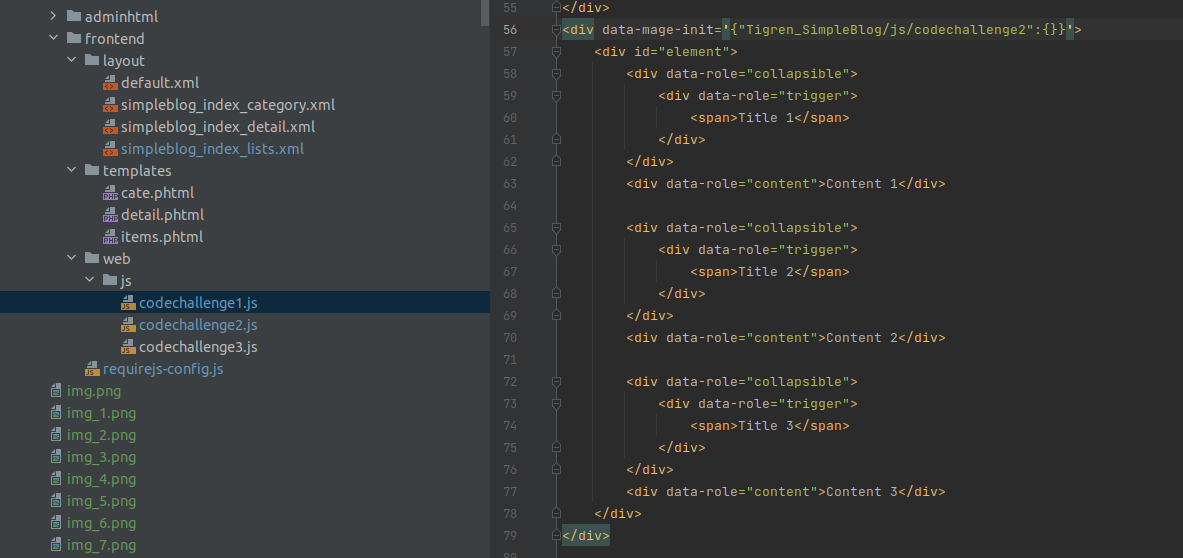 adminhtml
frontend
layout
default.xml
simpleblog_index_category.xml
simpleblog_index_detail.xml
simpleblog_index_lists.xml
templates
cate.phtml
detail.phtml
items.phtml
web
js
codechallenge1.js
codechallenge2.js
codechallenge3.js
requirejs-config.js
img.png
img_1.png
img_2.png
img_3.png
img_4.png
img_5.png
img_6.png
img_7.png
55 </div>
56 <div data-mage-init='{"Tigren_SimpleBlog/js/codechallenge2":{}}'>
57 <div id="element">
58 <div data-role="collapsible">
59 <div data-role="trigger">
60 <span>Title 1</span>
61 </div>
62 </div>
63 <div data-role="content">Content 1</div>
64
65 <div data-role="collapsible">
66 <div data-role="trigger">
67 <span>Title 2</span>
68 </div>
69 </div>
70 <div data-role="content">Content 2</div>
71
72 <div data-role="collapsible">
73 <div data-role="trigger">
74 <span>Title 3</span>
75 </div>
76 </div>
77 <div data-role="content">Content 3</div>
78 </div>
79 </div>